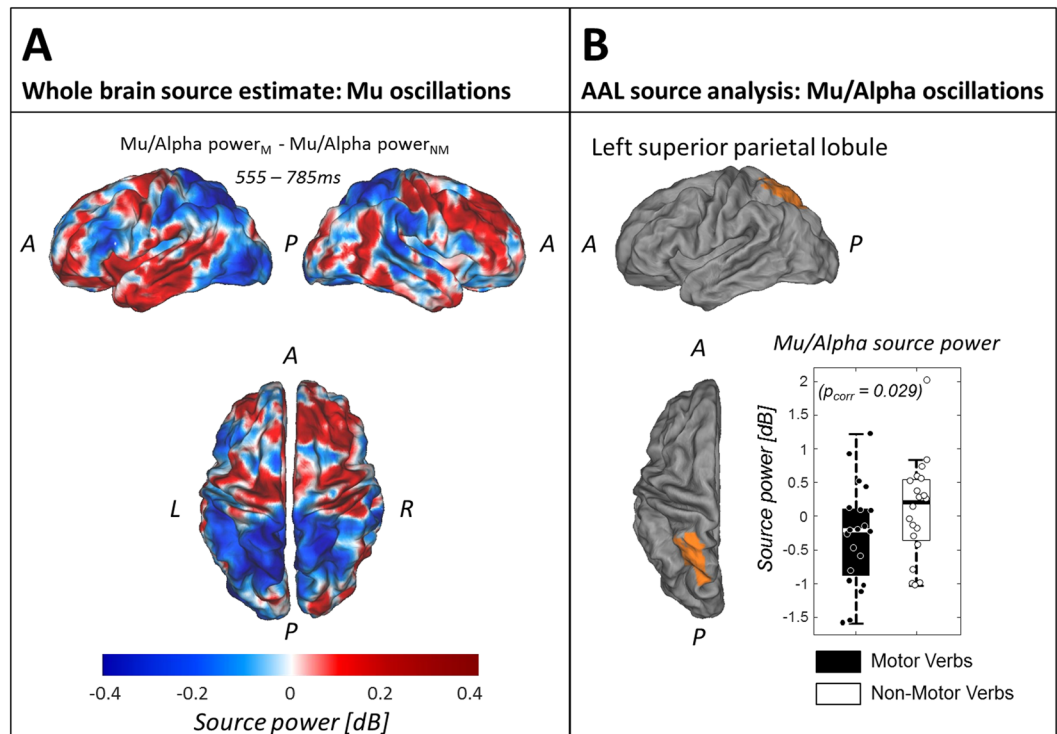 A
Whole brain source estimate: Mu oscillations
Mu/Alpha power_M - Mu/Alpha power_NM
555 – 785ms
A
P
A
A
L
R
P
-0.4
-0.2
0
0.2
0.4
Source power [dB]
B
AAL source analysis: Mu/Alpha oscillations
Left superior parietal lobule
A
P
A
P
Mu/Alpha source power
(p_corr = 0.029)
Source power [dB]
2
1.5
1
0.5
0
-0.5
-1
-1.5
Motor Verbs
Non-Motor Verbs